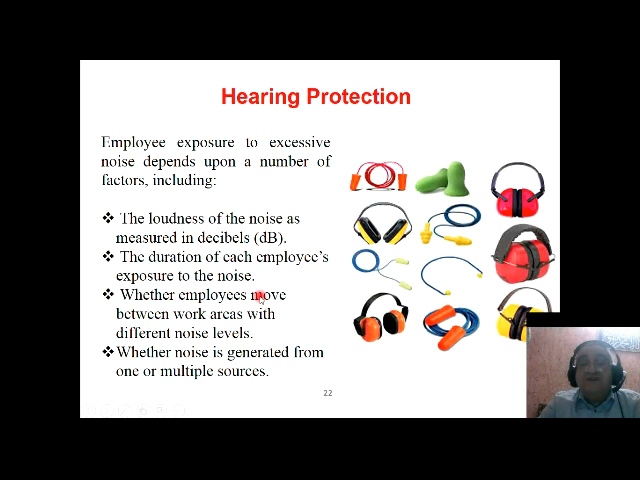 Hearing Protection
Employee exposure to excessive
noise depends upon a number of
factors, including:
❖ The loudness of the noise as
measured in decibels (dB).
❖ The duration of each employee's
exposure to the noise.
❖ Whether employees move
between work areas with
different noise levels.
❖Whether noise is generated from
one or multiple sources.
22